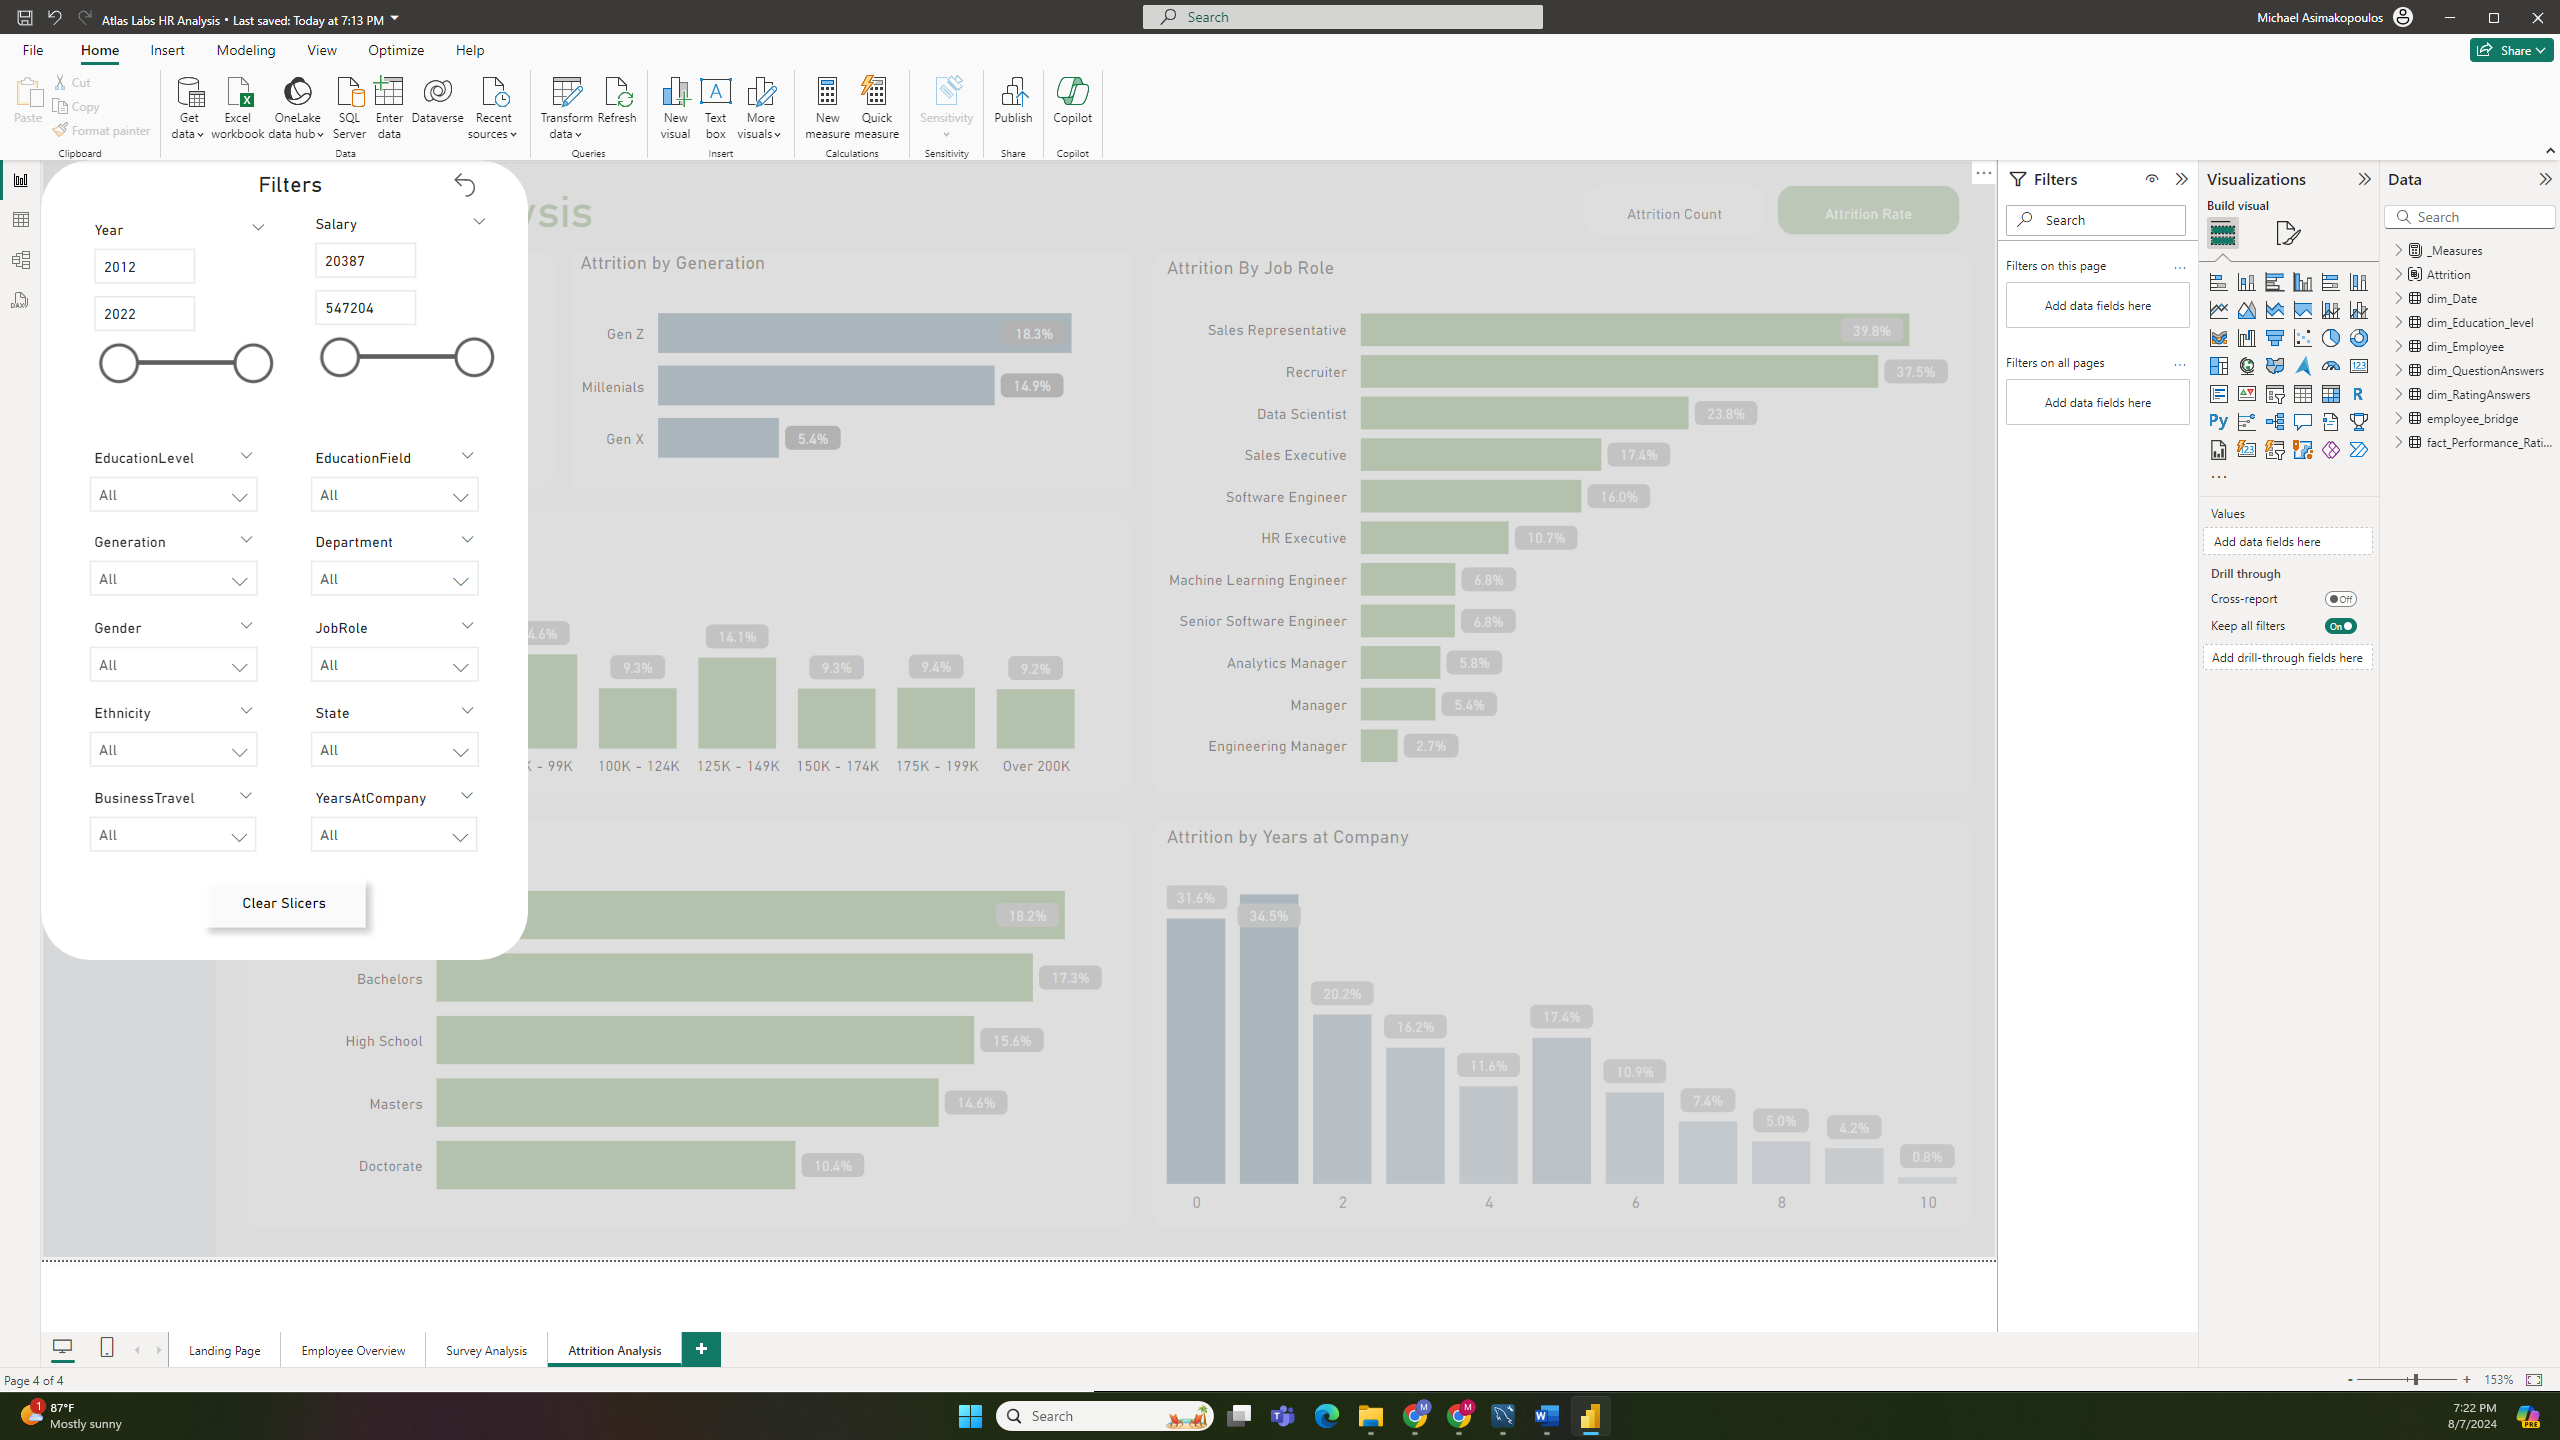 Atlas Labs HR Analysis • Last saved: Today at 7:13 PM
Search
Michael Asimakopoulos
File Home Insert Modeling View Optimize Help
Share
Paste
Cut
Copy
Format painter
Clipboard
Get data
Excel workbook
OneLake data hub
SQL Server
Enter data
Dataverse
Recent sources
Data
Transform data
Refresh
Queries
New visual
Text box
More visuals
Insert
New measure
Quick measure
Calculations
Sensitivity
Sensitivity
Publish
Share
Copilot
Copilot
Filters
Year
2012
2022
Salary
20387
547204
EducationLevel
All
EducationField
All
Generation
All
Department
All
Gender
All
JobRole
All
Ethnicity
All
State
All
BusinessTravel
All
YearsAtCompany
All
Clear Slicers
ysis
Attrition Count
Attrition Rate
Attrition by Generation
Gen Z 18.3%
Millenials 14.9%
Gen X 5.4%
4.6% 9.3% 14.1% 9.3% 9.4% 9.2%
K - 99K 100K - 124K 125K - 149K 150K - 174K 175K - 199K Over 200K
18.2%
Bachelors 17.3%
High School 15.6%
Masters 14.6%
Doctorate 10.4%
Attrition By Job Role
Sales Representative 39.8%
Recruiter 37.5%
Data Scientist 23.8%
Sales Executive 17.4%
Software Engineer 16.0%
HR Executive 10.7%
Machine Learning Engineer 6.8%
Senior Software Engineer 6.8%
Analytics Manager 5.8%
Manager 5.4%
Engineering Manager 2.7%
Attrition by Years at Company
31.6% 34.5% 20.2% 16.2% 11.6% 17.4% 10.9% 7.4% 5.0% 4.2% 0.8%
0 2 4 6 8 10
Filters
Search
Filters on this page
Add data fields here
Filters on all pages
Add data fields here
Visualizations
Build visual
R
Py
123
123
Values
Add data fields here
Drill through
Cross-report Off
Keep all filters On
Add drill-through fields here
Data
Search
_Measures
Attrition
dim_Date
dim_Education_level
dim_Employee
dim_QuestionAnswers
dim_RatingAnswers
employee_bridge
fact_Performance_Rati...
DAX
Landing Page
Employee Overview
Survey Analysis
Attrition Analysis
+
Page 4 of 4
- + 153%
1
87°F
Mostly sunny
Search
M
M
W
7:22 PM
8/7/2024
PRE